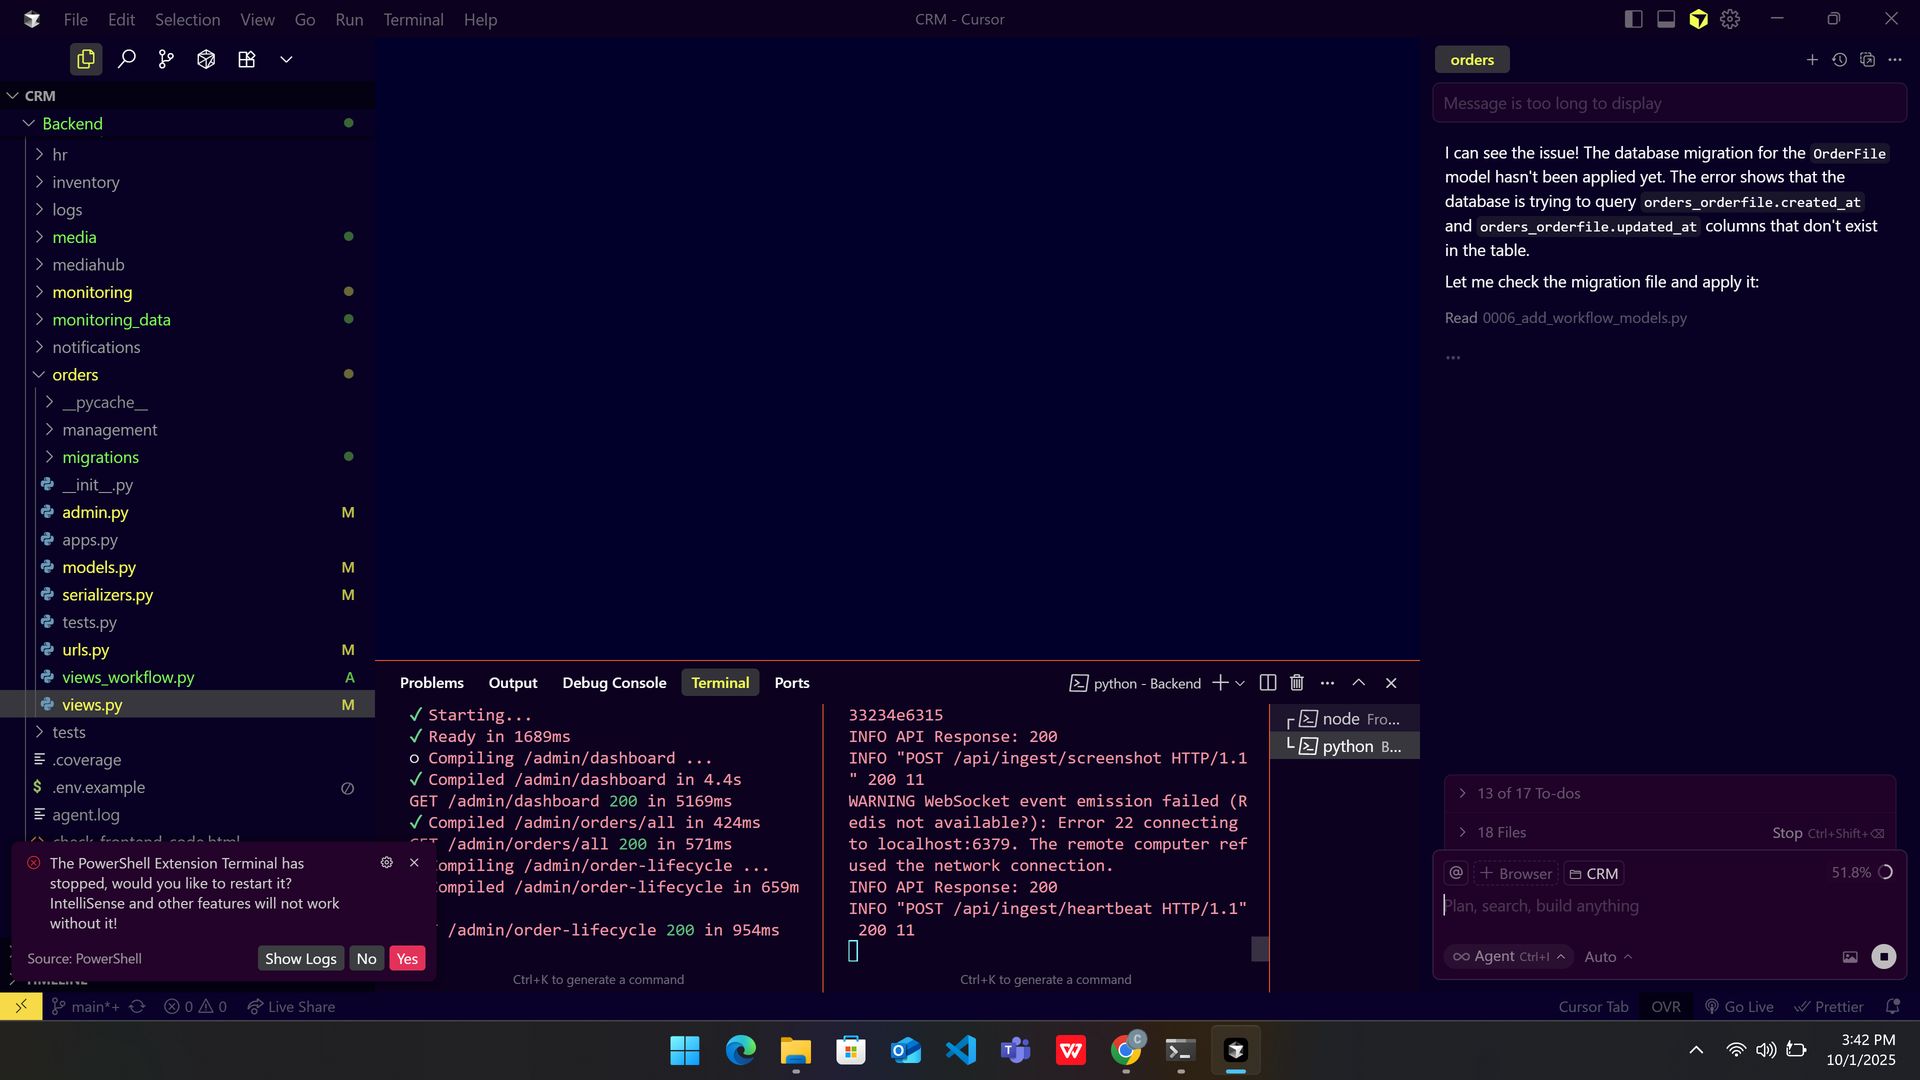 File Edit Selection View Go Run Terminal Help
CRM - Cursor
CRM
Backend
hr
inventory
logs
media
mediahub
monitoring
monitoring_data
notifications
orders
__pycache__
management
migrations
__init__.py
admin.py M
apps.py
models.py M
serializers.py M
tests.py
urls.py M
views_workflow.py A
views.py M
tests
.coverage
$ .env.example
agent.log
check_frontend_code.html
The PowerShell Extension Terminal has
stopped, would you like to restart it?
IntelliSense and other features will not work
without it!
Source: PowerShell
Show Logs No Yes
TIMELINE
Problems Output Debug Console Terminal Ports
python - Backend
✓ Starting...
✓ Ready in 1689ms
○ Compiling /admin/dashboard ...
✓ Compiled /admin/dashboard in 4.4s
GET /admin/dashboard 200 in 5169ms
✓ Compiled /admin/orders/all in 424ms
GET /admin/orders/all 200 in 571ms
ompiling /admin/order-lifecycle ...
ompiled /admin/order-lifecycle in 659m
/admin/order-lifecycle 200 in 954ms
Ctrl+K to generate a command
33234e6315
INFO API Response: 200
INFO "POST /api/ingest/screenshot HTTP/1.1
" 200 11
WARNING WebSocket event emission failed (R
edis not available?): Error 22 connecting
to localhost:6379. The remote computer ref
used the network connection.
INFO API Response: 200
INFO "POST /api/ingest/heartbeat HTTP/1.1"
200 11
Ctrl+K to generate a command
node Fro...
python B...
orders
Message is too long to display
I can see the issue! The database migration for the OrderFile
model hasn't been applied yet. The error shows that the
database is trying to query orders_orderfile.created_at
and orders_orderfile.updated_at columns that don't exist
in the table.
Let me check the migration file and apply it:
Read 0006_add_workflow_models.py
...
13 of 17 To-dos
18 Files
Stop Ctrl+Shift+⌫
@ + Browser CRM
51.8%
Plan, search, build anything
∞ Agent Ctrl+I
Auto
main*+ 0 0 Live Share
Cursor Tab OVR Go Live Prettier
3:42 PM
10/1/2025